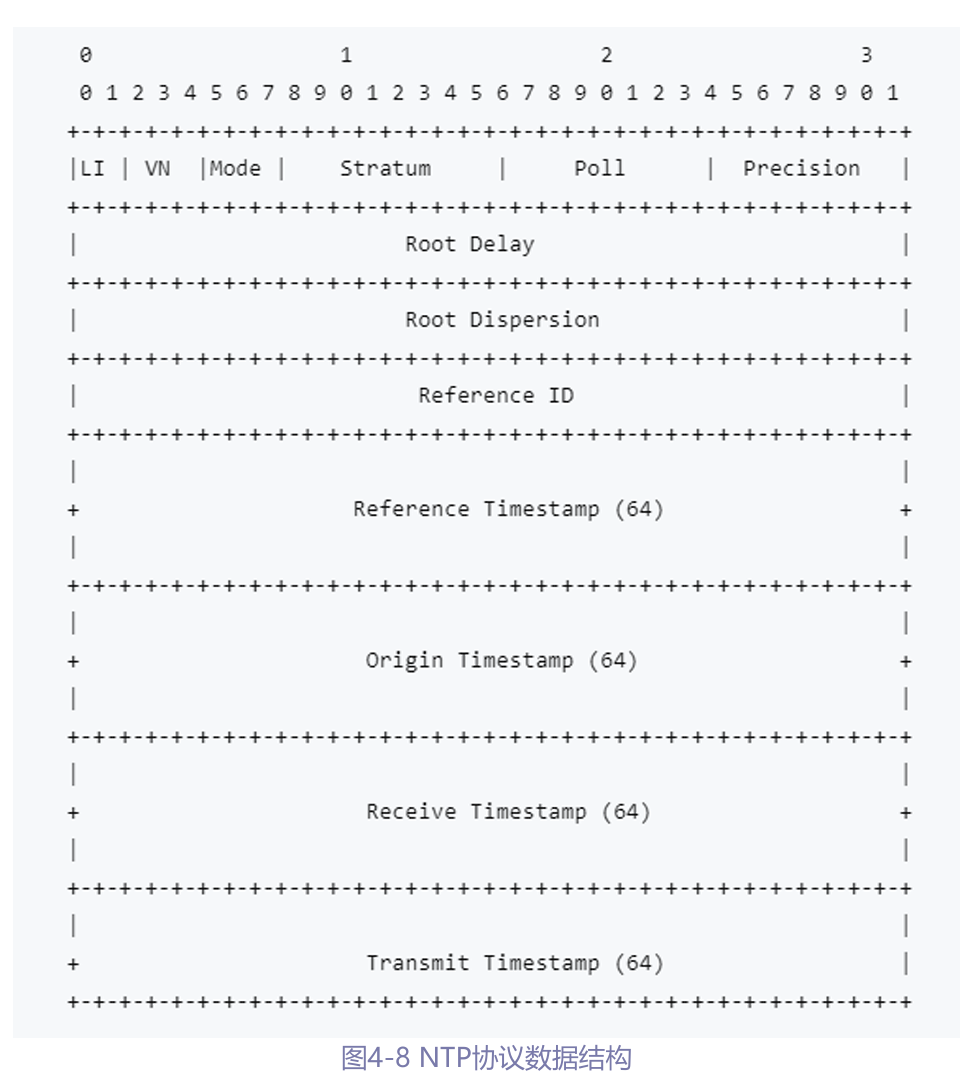 0                   1                   2                   3
0 1 2 3 4 5 6 7 8 9 0 1 2 3 4 5 6 7 8 9 0 1 2 3 4 5 6 7 8 9 0 1
+-+-+-+-+-+-+-+-+-+-+-+-+-+-+-+-+-+-+-+-+-+-+-+-+-+-+-+-+-+-+-+-+
|LI | VN  |Mode |    Stratum     |     Poll      |  Precision   |
+-+-+-+-+-+-+-+-+-+-+-+-+-+-+-+-+-+-+-+-+-+-+-+-+-+-+-+-+-+-+-+-+
|                         Root Delay                            |
+-+-+-+-+-+-+-+-+-+-+-+-+-+-+-+-+-+-+-+-+-+-+-+-+-+-+-+-+-+-+-+-+
|                         Root Dispersion                       |
+-+-+-+-+-+-+-+-+-+-+-+-+-+-+-+-+-+-+-+-+-+-+-+-+-+-+-+-+-+-+-+-+
|                          Reference ID                         |
+-+-+-+-+-+-+-+-+-+-+-+-+-+-+-+-+-+-+-+-+-+-+-+-+-+-+-+-+-+-+-+-+
|                                                               |
+                     Reference Timestamp (64)                  +
|                                                               |
+-+-+-+-+-+-+-+-+-+-+-+-+-+-+-+-+-+-+-+-+-+-+-+-+-+-+-+-+-+-+-+-+
|                                                               |
+                      Origin Timestamp (64)                    +
|                                                               |
+-+-+-+-+-+-+-+-+-+-+-+-+-+-+-+-+-+-+-+-+-+-+-+-+-+-+-+-+-+-+-+-+
|                                                               |
+                      Receive Timestamp (64)                   +
|                                                               |
+-+-+-+-+-+-+-+-+-+-+-+-+-+-+-+-+-+-+-+-+-+-+-+-+-+-+-+-+-+-+-+-+
|                                                               |
+                      Transmit Timestamp (64)                  |
+-+-+-+-+-+-+-+-+-+-+-+-+-+-+-+-+-+-+-+-+-+-+-+-+-+-+-+-+-+-+-+-+
图4-8 NTP协议数据结构